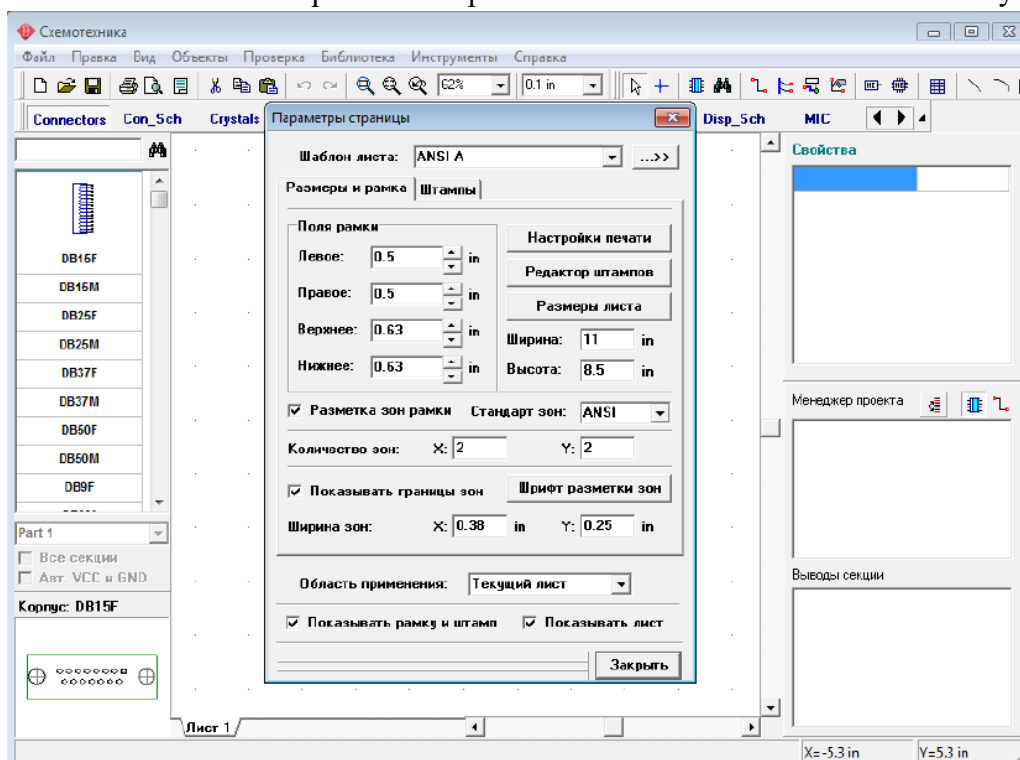 Схемотехника
Файл Правка Вид Объекты Проверка Библиотека Инструменты Справка
62% 0.1 in
Connectors Con_Sch Crystals Disp_Sch MIC
Параметры страницы
Шаблон листа: ANSI A ...>>
Размеры и рамка Штампы
Поля рамки
Левое: 0.5 in
Правое: 0.5 in
Верхнее: 0.63 in
Нижнее: 0.63 in
Настройки печати
Редактор штампов
Размеры листа
Ширина: 11 in
Высота: 8.5 in
Разметка зон рамки Стандарт зон: ANSI
Количество зон: X: 2 Y: 2
Показывать границы зон Шрифт разметки зон
Ширина зон: X: 0.38 in Y: 0.25 in
Область применения: Текущий лист
Показывать рамку и штамп Показывать лист
Закрыть
DB15F
DB15M
DB25F
DB25M
DB37F
DB37M
DB50F
DB50M
DB9F
Part 1
Все секции
Авт. VCC и GND
Корпус: DB15F
Лист 1
Свойства
Менеджер проекта
Выводы секции
X=-5.3 in Y=5.3 in